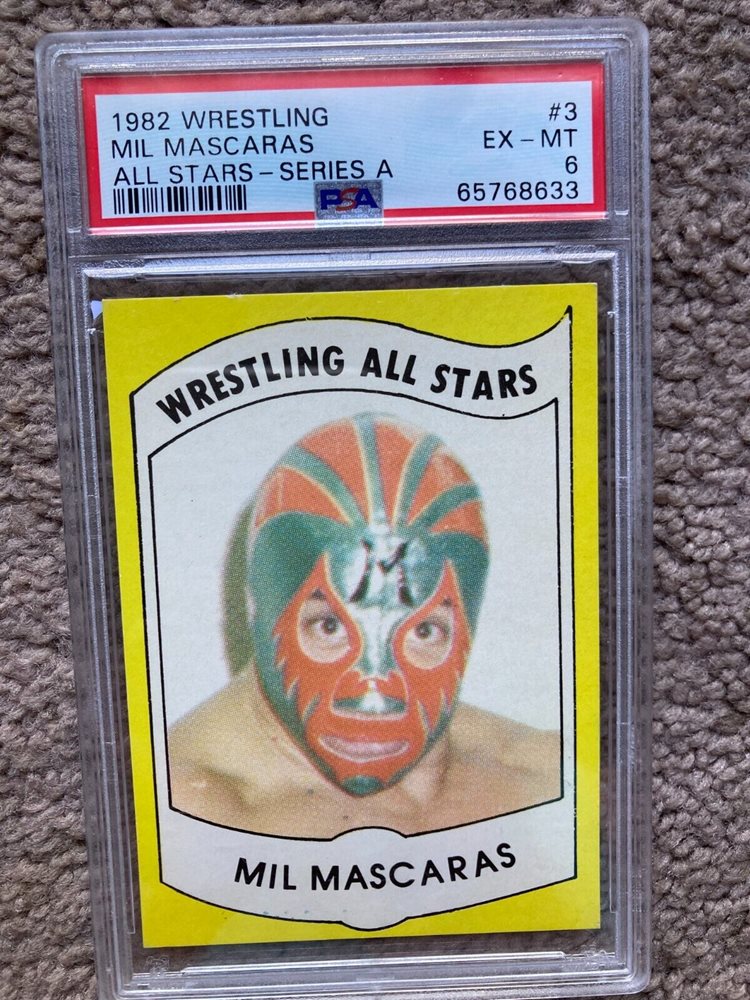 1982 WRESTLING #3
MIL MASCARAS EX - MT
ALL STARS - SERIES A 6
PSA 65768633
WRESTLING ALL STARS
M
MIL MASCARAS